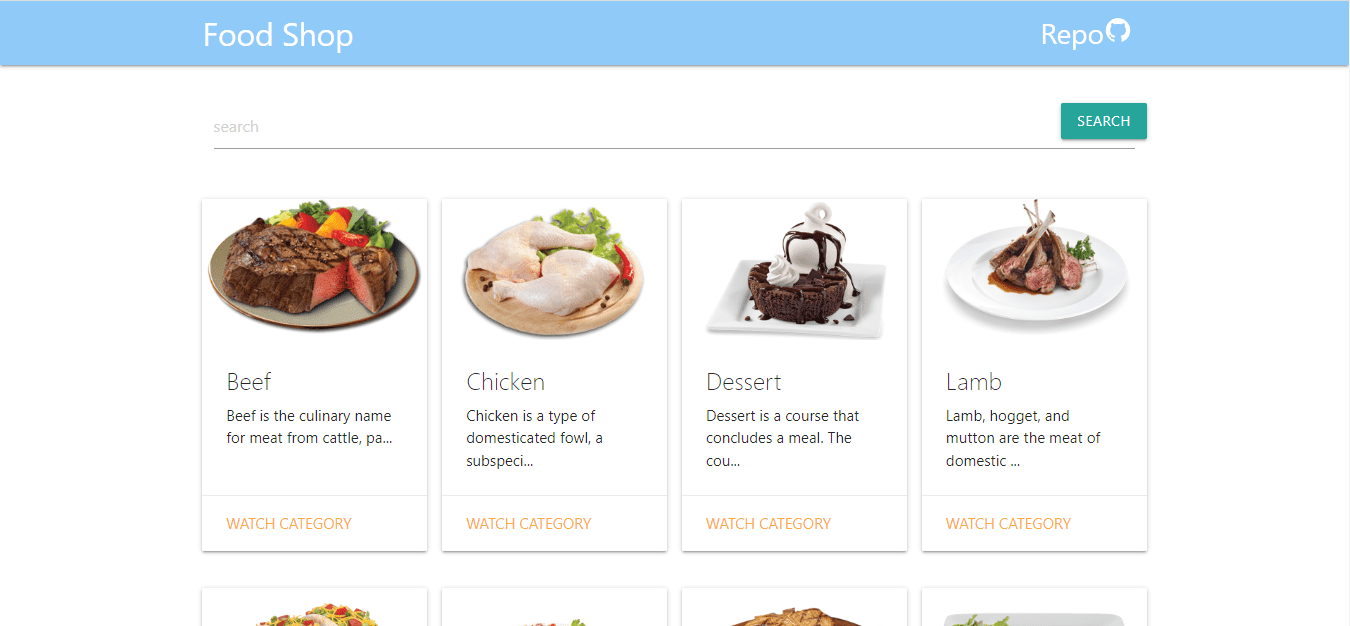 Food Shop
Repo
search
SEARCH
Beef
Beef is the culinary name
for meat from cattle, pa...
WATCH CATEGORY
Chicken
Chicken is a type of
domesticated fowl, a
subspeci...
WATCH CATEGORY
Dessert
Dessert is a course that
concludes a meal. The
cou...
WATCH CATEGORY
Lamb
Lamb, hogget, and
mutton are the meat of
domestic ...
WATCH CATEGORY